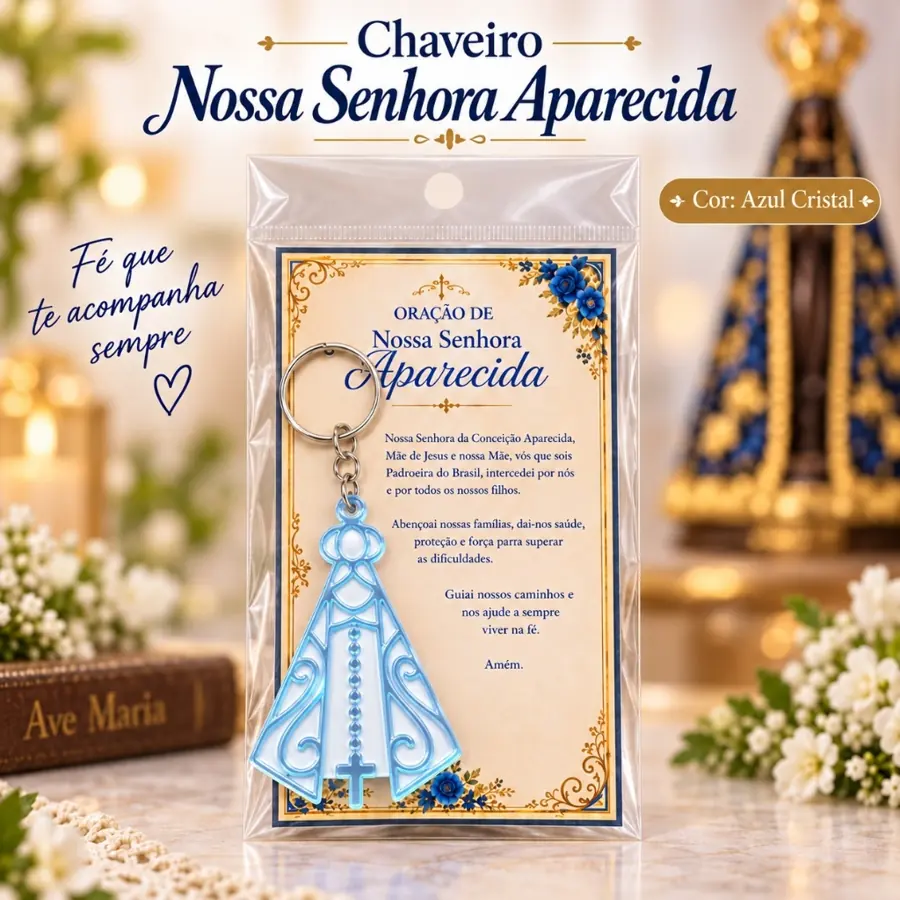 Chaveiro
Nossa Senhora Aparecida
Cor: Azul Cristal
Fé que
te acompanha
sempre
ORAÇÃO DE
Nossa Senhora
Aparecida
Nossa Senhora da Conceição Aparecida,
Mãe de Jesus e nossa Mãe, vós que sois
Padroeira do Brasil, intercedei por nós
e por todos os nossos filhos.
Abençoai nossas famílias, dai-nos saúde,
proteção e força parra superar
as dificuldades.
Guiai nossos caminhos e
nos ajude a sempre
viver na fé.
Amém.
Ave Maria